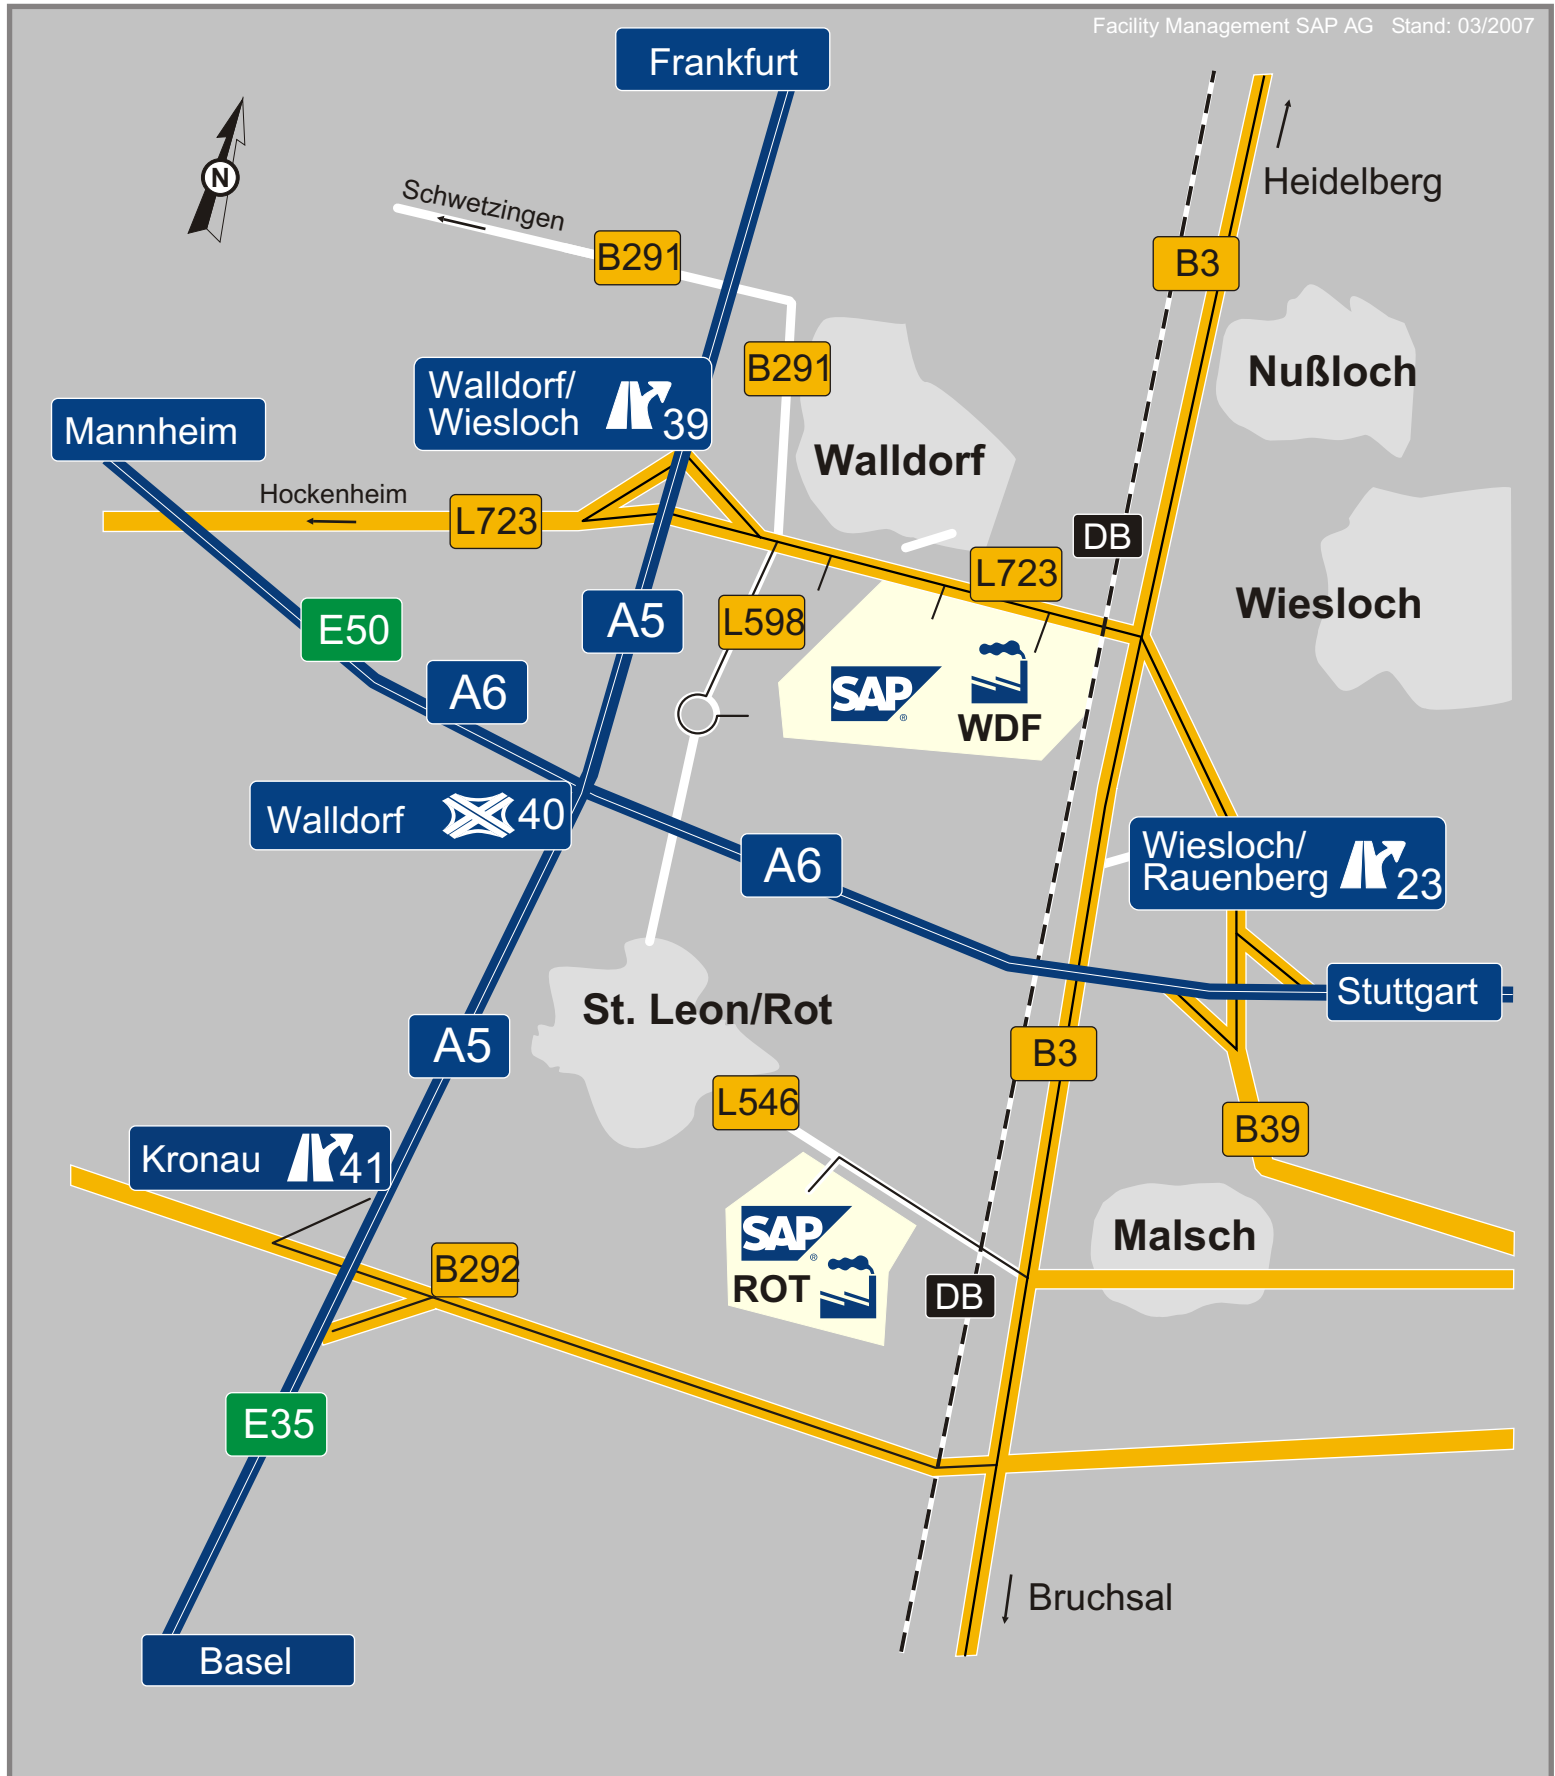 Facility Management SAP AG Stand: 03/2007
Frankfurt
N
Schwetzingen
Heidelberg
B291
B3
Walldorf/
Wiesloch
39
B291
Nußloch
Mannheim
Walldorf
Hockenheim
L723
DB
L723
Wiesloch
E50
A5
L598
A6
SAP
®
WDF
Walldorf
40
A6
Wiesloch/
Rauenberg
23
St. Leon/Rot
Stuttgart
A5
B3
L546
B39
Kronau
41
SAP
®
ROT
Malsch
B292
DB
E35
Bruchsal
Basel